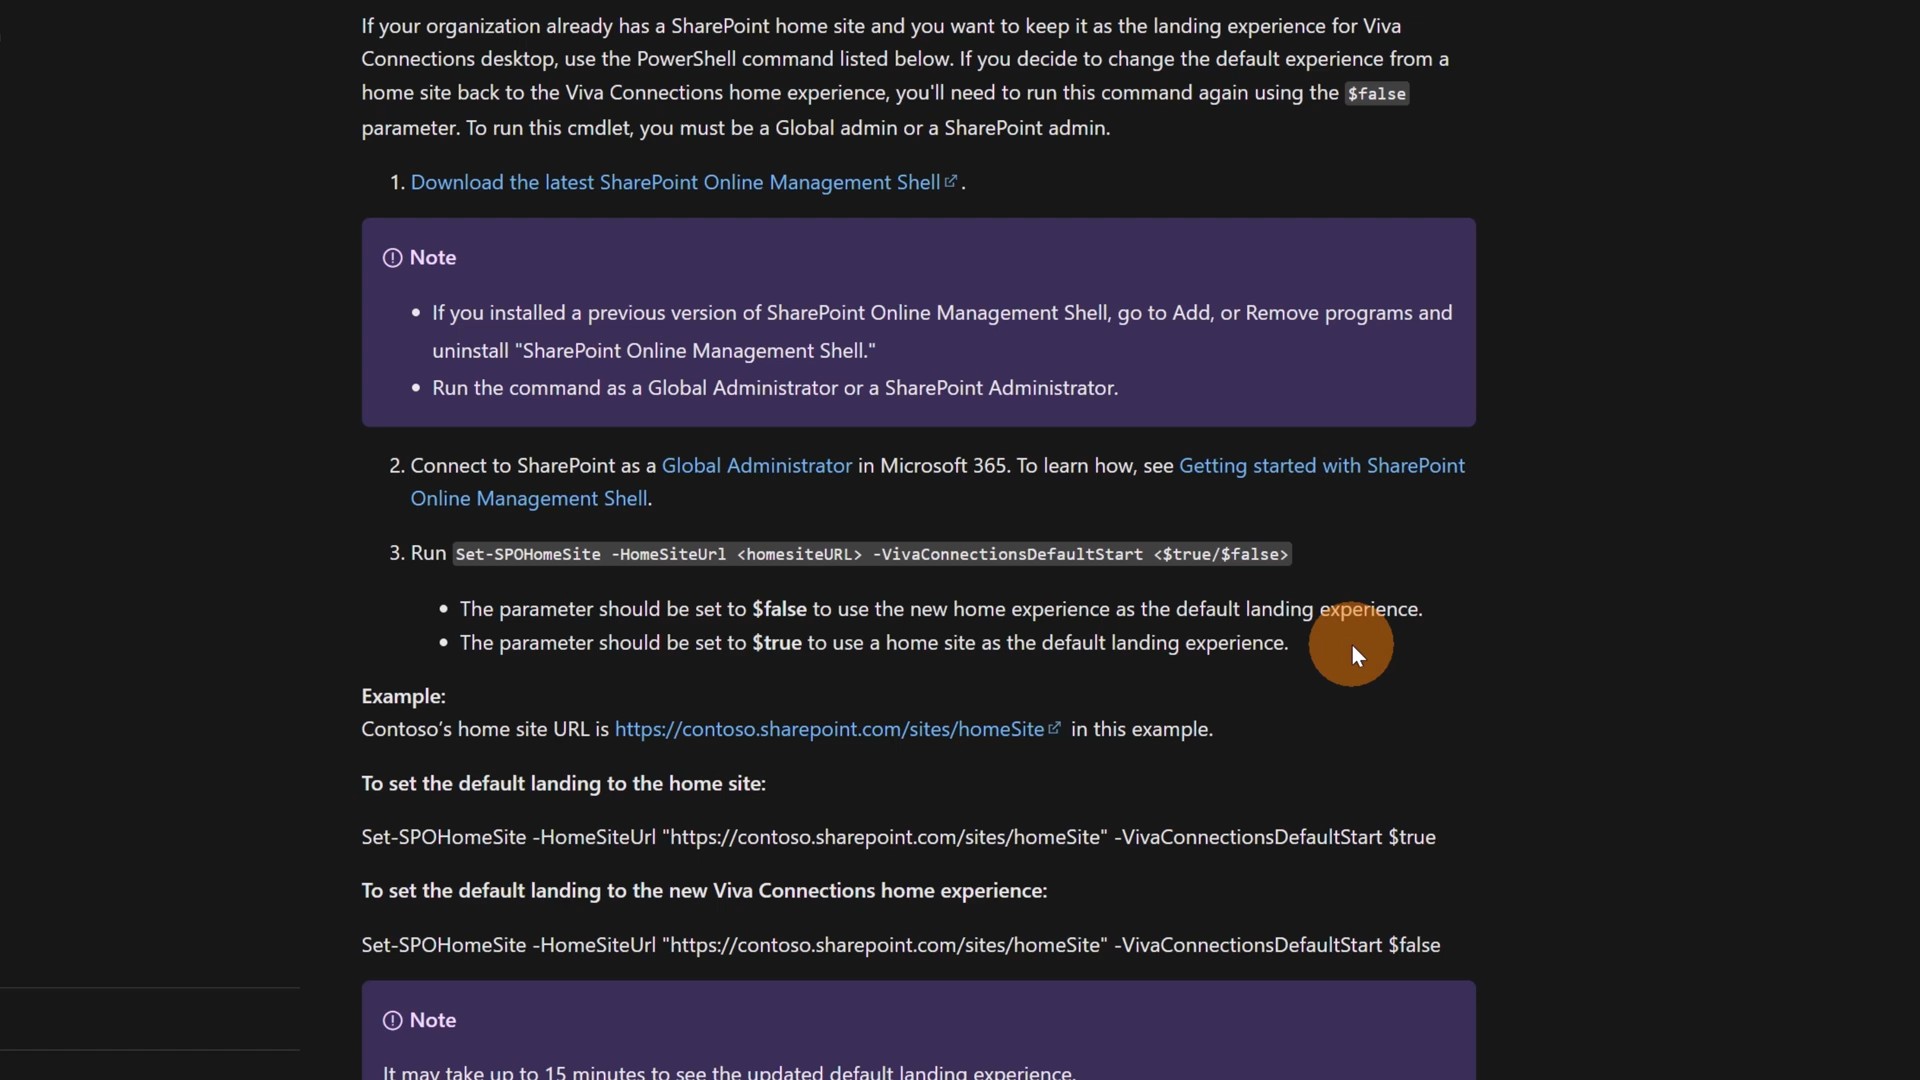 If your organization already has a SharePoint home site and you want to keep it as the landing experience for Viva
Connections desktop, use the PowerShell command listed below. If you decide to change the default experience from a
home site back to the Viva Connections home experience, you'll need to run this command again using the $false
parameter. To run this cmdlet, you must be a Global admin or a SharePoint admin.
1. Download the latest SharePoint Online Management Shell.
Note
• If you installed a previous version of SharePoint Online Management Shell, go to Add, or Remove programs and
uninstall "SharePoint Online Management Shell."
• Run the command as a Global Administrator or a SharePoint Administrator.
2. Connect to SharePoint as a Global Administrator in Microsoft 365. To learn how, see Getting started with SharePoint
Online Management Shell.
3. Run Set-SPOHomeSite -HomeSiteUrl <homesiteURL> -VivaConnectionsDefaultStart <$true/$false>
• The parameter should be set to $false to use the new home experience as the default landing experience.
• The parameter should be set to $true to use a home site as the default landing experience.
Example:
Contoso's home site URL is https://contoso.sharepoint.com/sites/homeSite in this example.
To set the default landing to the home site:
Set-SPOHomeSite -HomeSiteUrl "https://contoso.sharepoint.com/sites/homeSite" -VivaConnectionsDefaultStart $true
To set the default landing to the new Viva Connections home experience:
Set-SPOHomeSite -HomeSiteUrl "https://contoso.sharepoint.com/sites/homeSite" -VivaConnectionsDefaultStart $false
Note
It may take up to 15 minutes to see the updated default landing experience.